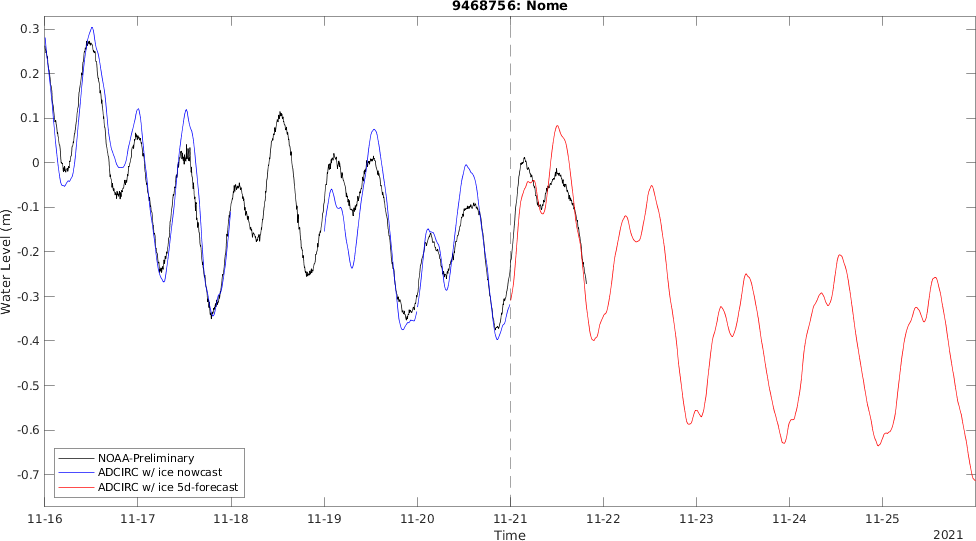 9468756: Nome
0.3
0.2
0.1
0
-0.1
-0.2
-0.3
-0.4
-0.5
-0.6
-0.7
Water Level (m)
NOAA-Preliminary
ADCIRC w/ ice nowcast
ADCIRC w/ ice 5d-forecast
11-16 11-17 11-18 11-19 11-20 11-21 11-22 11-23 11-24 11-25
Time
2021